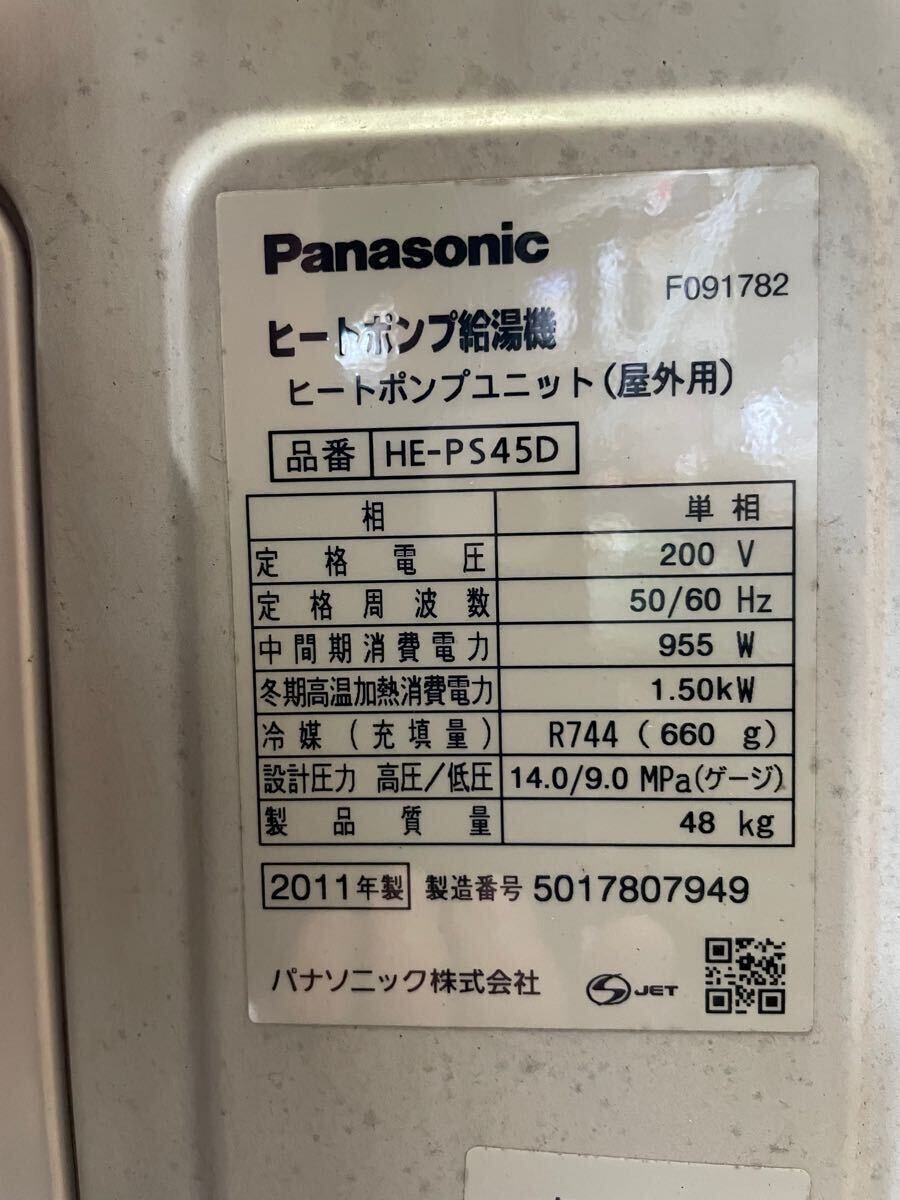 Panasonic
F091782
ヒートポンプ給湯機
ヒートポンプユニット(屋外用)
品番 HE-PS45D
相 単相
定格電圧 200 V
定格周波数 50/60 Hz
中間期消費電力 955 W
冬期高温加熱消費電力 1.50kW
冷媒(充填量) R744 (660 g)
設計圧力 高圧/低圧 14.0/9.0 MPa(ゲージ)
製品質量 48 kg
2011年製 製造番号 5017807949
パナソニック株式会社 JET